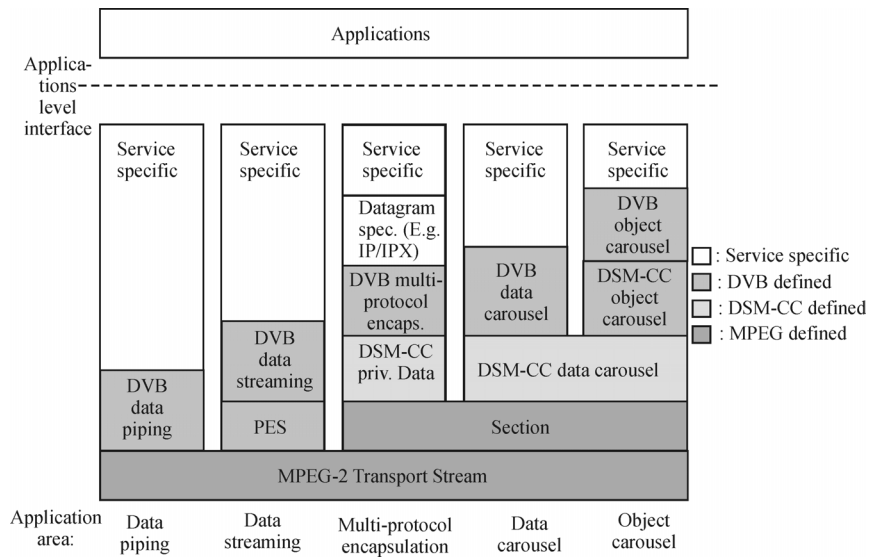 Applications
Applica-
tions
level
interface
Service
specific
DVB
data
piping
Service
specific
DVB
data
streaming
PES
Service
specific
Datagram
spec. (E.g.
IP/IPX)
DVB multi-
protocol
encaps.
DSM-CC
priv. Data
Service
specific
DVB
data
carousel
Service
specific
DVB
object
carousel
DSM-CC
object
carousel
DSM-CC data carousel
Section
MPEG-2 Transport Stream
: Service specific
: DVB defined
: DSM-CC defined
: MPEG defined
Application
area:
Data
piping
Data
streaming
Multi-protocol
encapsulation
Data
carousel
Object
carousel